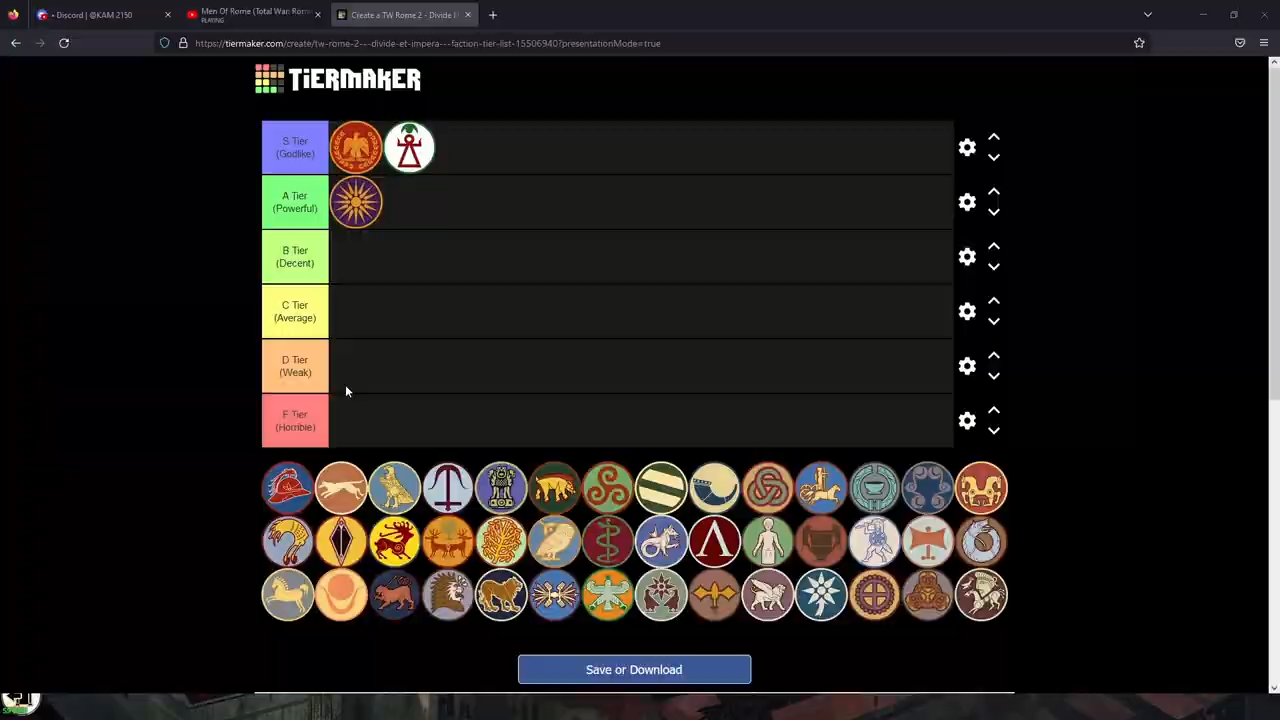 - Discord | @KAM 2150
Men Of Rome (Total War: Rom
PLAYING
Create a TW Rome 2 - Divide
https://tiermaker.com/create/tw-rome-2---divide-et-impera---faction-tier-list-15506940?presentationMode=true
TiERMAKER
S Tier
(Godlike)
A Tier
(Powerful)
B Tier
(Decent)
C Tier
(Average)
D Tier
(Weak)
F Tier
(Horrible)
Save or Download